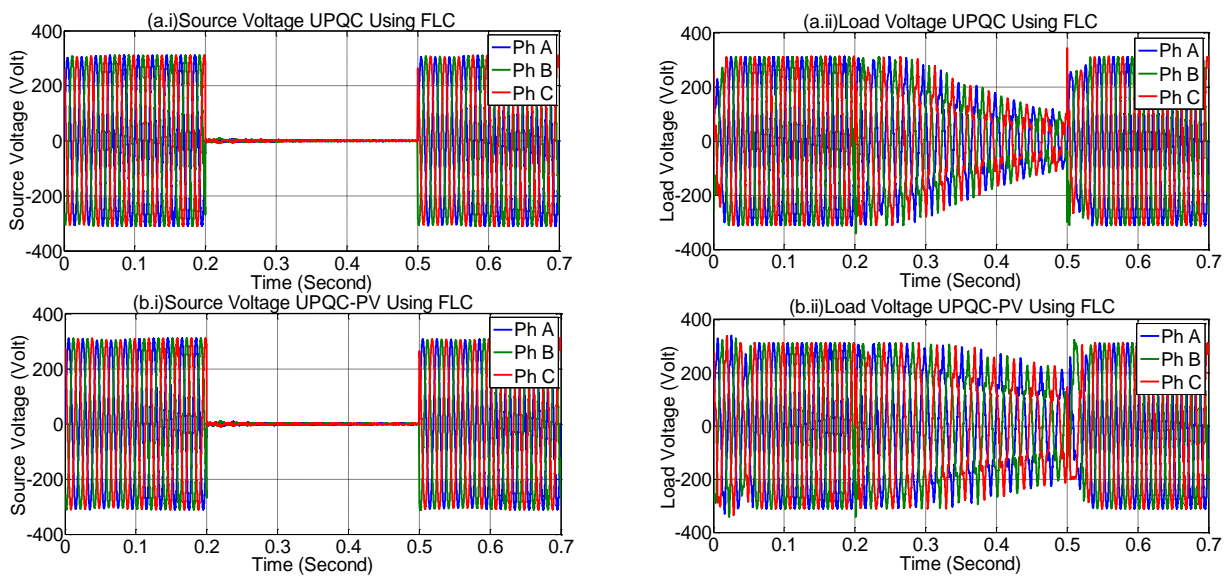 (a.i)Source Voltage UPQC Using FLC
400
200
0
-200
-400
Source Voltage (Volt)
Ph A
Ph B
Ph C
0 0.1 0.2 0.3 0.4 0.5 0.6 0.7
Time (Second)
(a.ii)Load Voltage UPQC Using FLC
400
200
0
-200
-400
Load Voltage (Volt)
Ph A
Ph B
Ph C
0 0.1 0.2 0.3 0.4 0.5 0.6 0.7
Time (Second)
(b.i)Source Voltage UPQC-PV Using FLC
400
200
0
-200
-400
Source Voltage (Volt)
Ph A
Ph B
Ph C
0 0.1 0.2 0.3 0.4 0.5 0.6 0.7
Time (Second)
(b.ii)Load Voltage UPQC-PV Using FLC
400
200
0
-200
-400
Load Voltage (Volt)
Ph A
Ph B
Ph C
0 0.1 0.2 0.3 0.4 0.5 0.6 0.7
Time (Second)